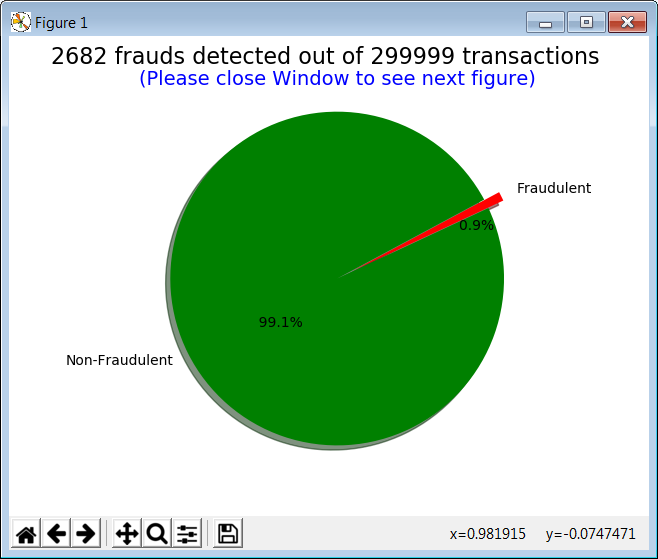 Figure 1
2682 frauds detected out of 299999 transactions
(Please close Window to see next figure)
Fraudulent
0.9%
99.1%
Non-Fraudulent
x=0.981915 y=-0.0747471